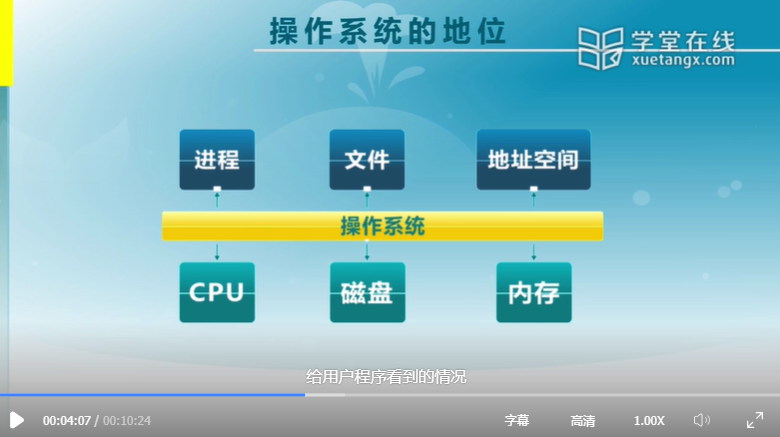 操作系统的地位
学堂在线
xuetangx.com
进程
文件
地址空间
操作系统
CPU
磁盘
内存
给用户程序看到的情况
00:04:07 / 00:10:24
字幕
高清
1.00X